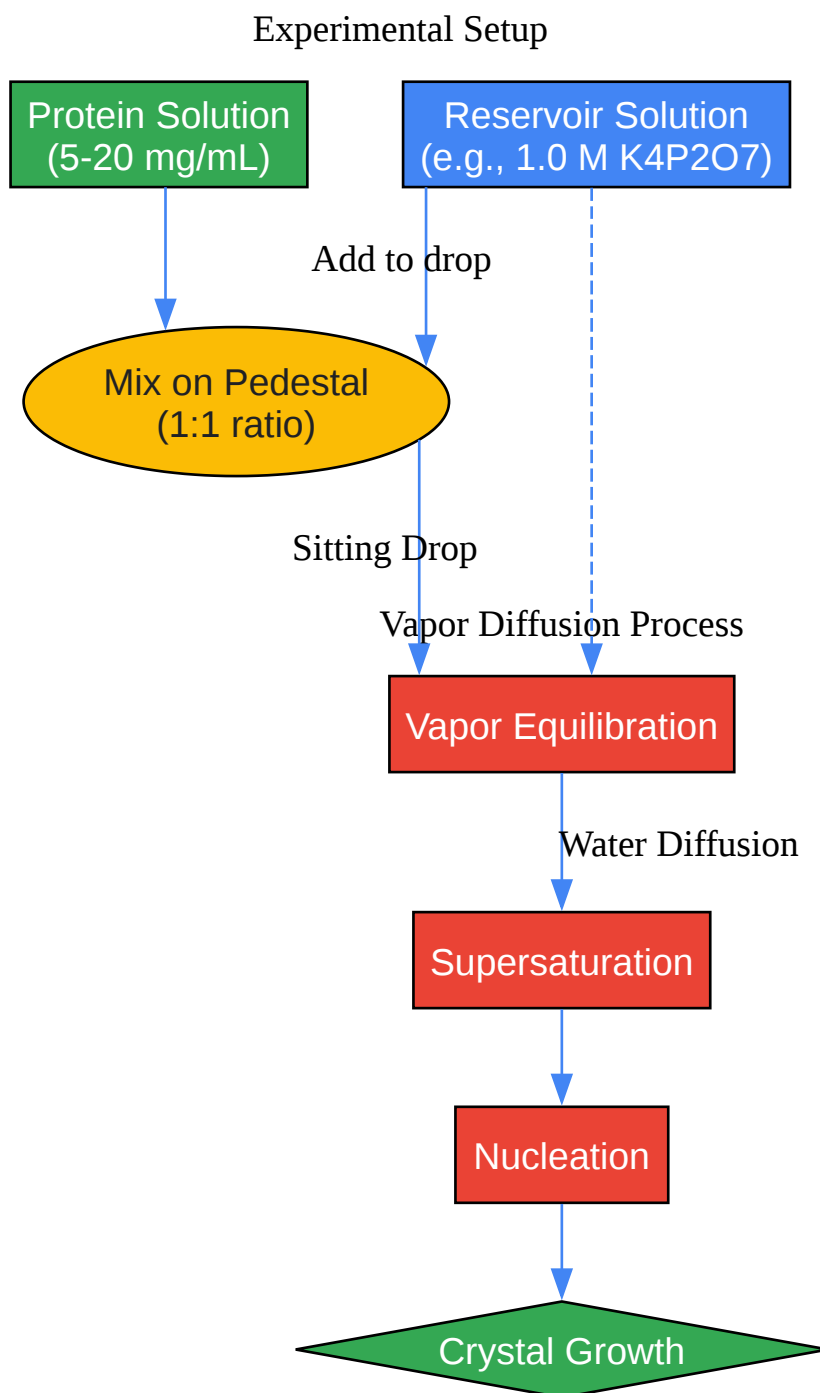 Experimental Setup
Protein Solution
(5-20 mg/mL)
Reservoir Solution
(e.g., 1.0 M K4P2O7)
Add to drop
Mix on Pedestal
(1:1 ratio)
Sitting Drop
Vapor Diffusion Process
Vapor Equilibration
Water Diffusion
Supersaturation
Nucleation
Crystal Growth